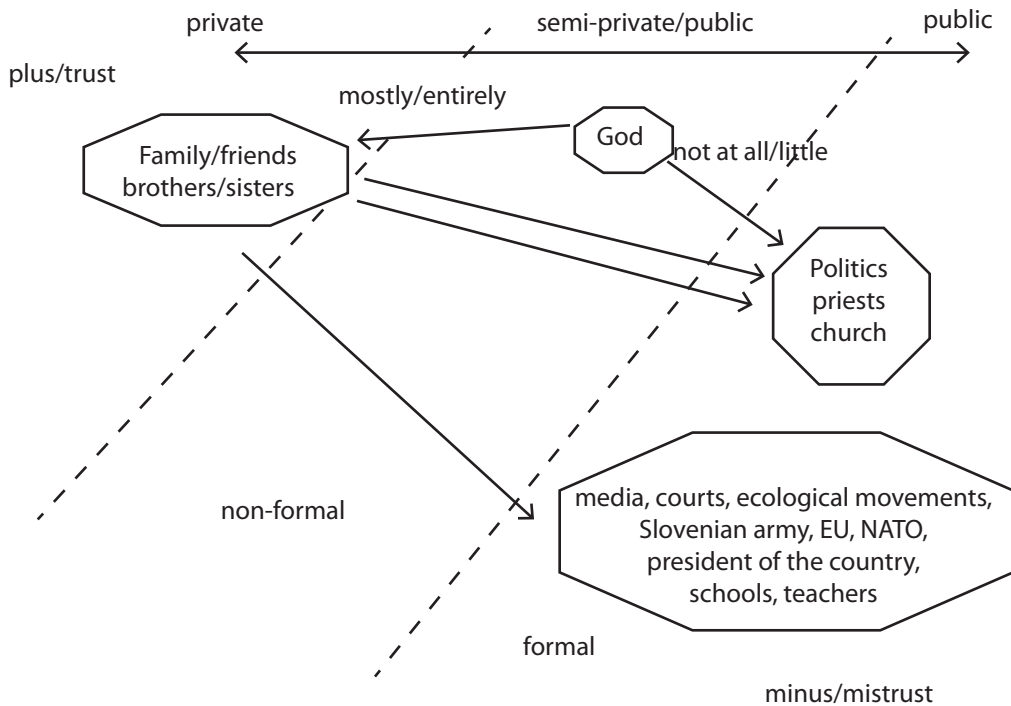 private
semi-private/public
public
plus/trust
mostly/entirely
God
not at all/little
Family/friends
brothers/sisters
Politics
priests
church
non-formal
media, courts, ecological movements,
Slovenian army, EU, NATO,
president of the country,
schools, teachers
formal
minus/mistrust